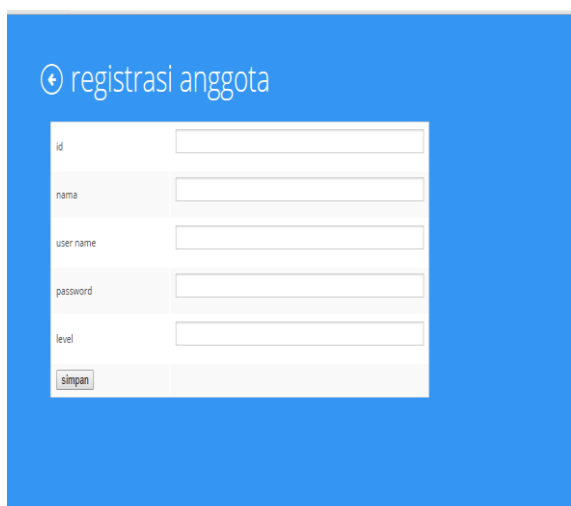 registrasi anggota
id
nama
user name
password
level
simpan